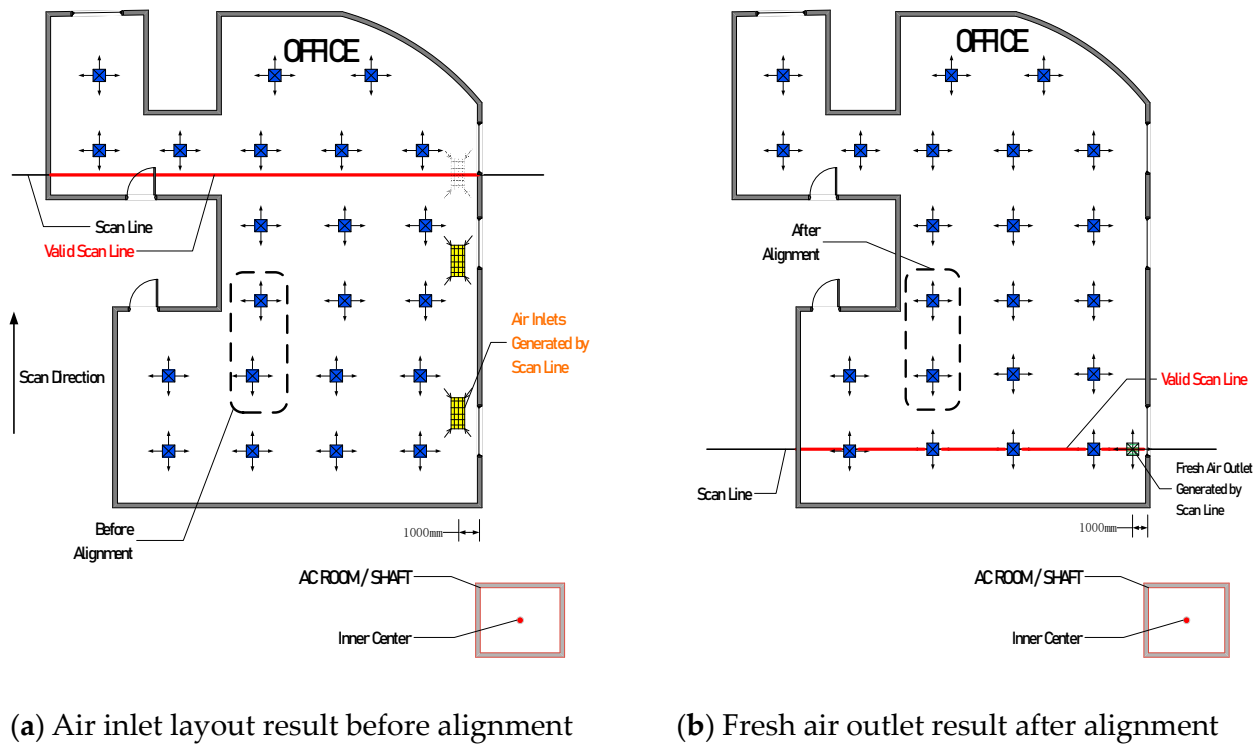 OFFICE
Scan Line
Valid Scan Line
Scan Direction
Air Inlets
Generated by
Scan Line
Before
Alignment
1000mm
AC ROOM / SHAFT
Inner Center
(a) Air inlet layout result before alignment
OFFICE
After
Alignment
Valid Scan Line
Scan Line
Fresh Air Outlet
Generated by
Scan Line
1000mm
AC ROOM / SHAFT
Inner Center
(b) Fresh air outlet result after alignment